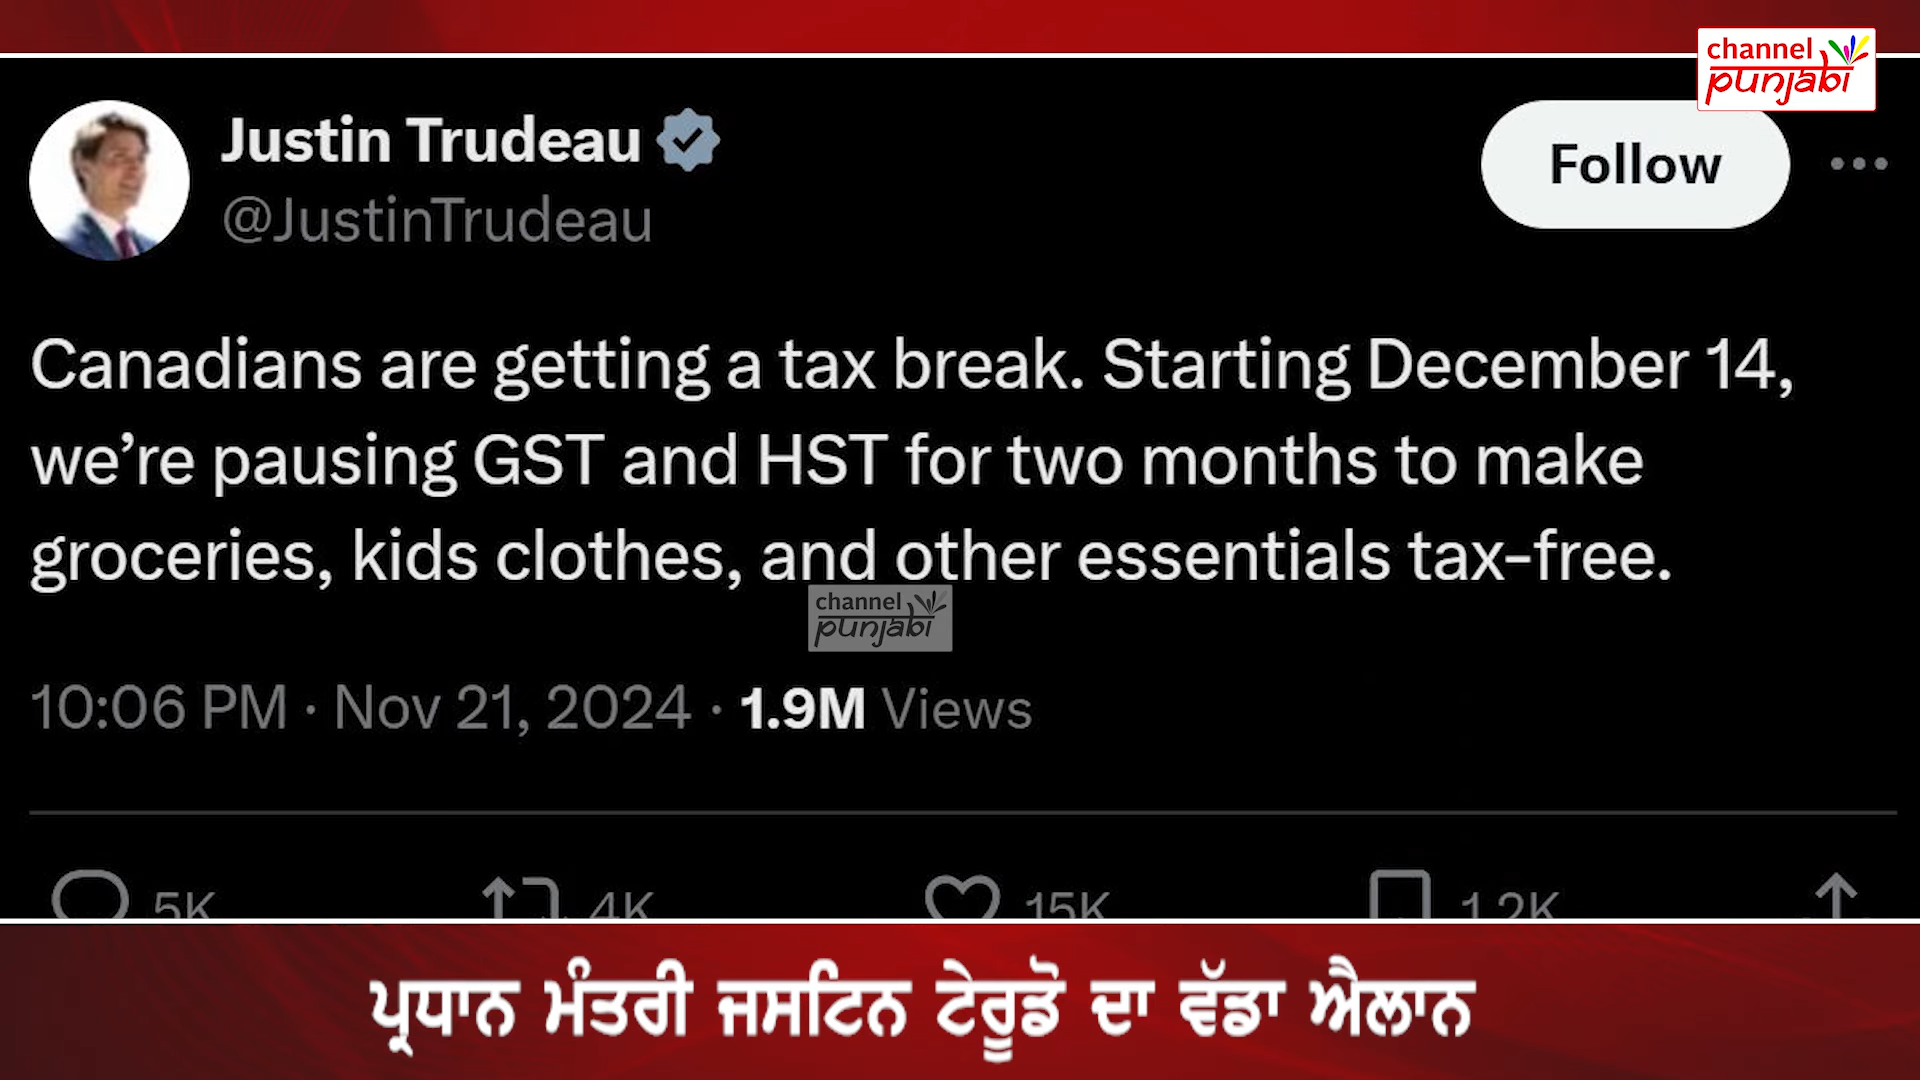 channel
punjabi
Justin Trudeau
@JustinTrudeau
Follow
Canadians are getting a tax break. Starting December 14,
we’re pausing GST and HST for two months to make
groceries, kids clothes, and other essentials tax-free.
channel
punjabi
10:06 PM · Nov 21, 2024 · 1.9M Views
5K 4K 15K 1.2K
ਪ੍ਰਧਾਨ ਮੰਤਰੀ ਜਸਟਿਨ ਟੇਰੂਡੋ ਦਾ ਵੱਡਾ ਐਲਾਨ